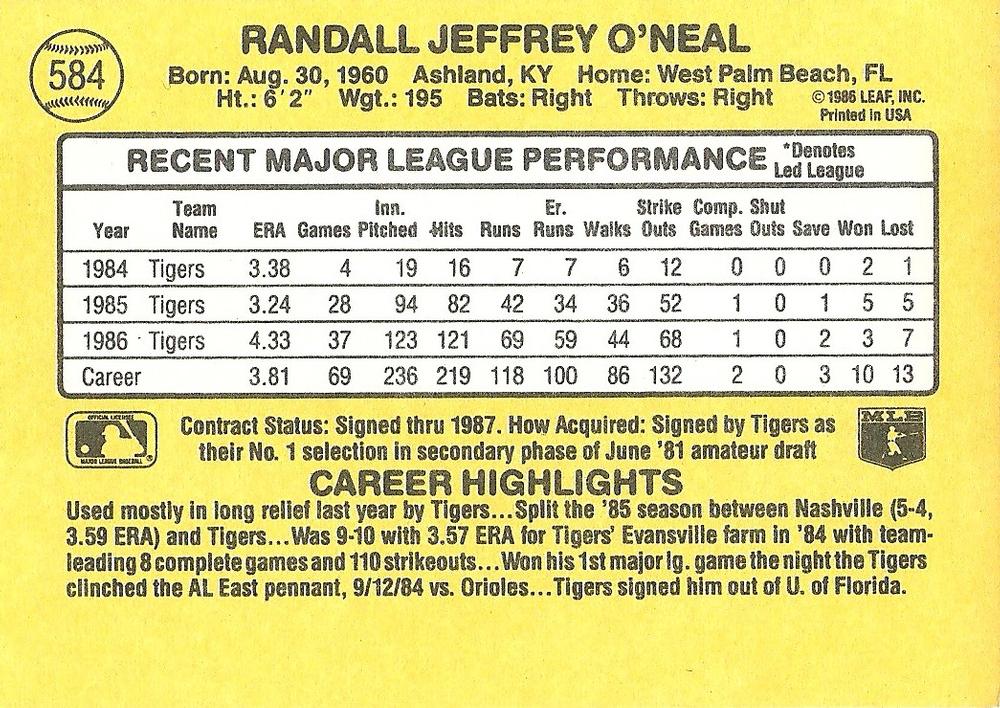 584
RANDALL JEFFREY O'NEAL
Born: Aug. 30, 1960 Ashland, KY Home: West Palm Beach, FL
Ht.: 6'2" Wgt.: 195 Bats: Right Throws: Right
©1986 LEAF, INC.
Printed in USA
RECENT MAJOR LEAGUE PERFORMANCE
*Denotes
Led League
Team Inn. Er. Strike Comp. Shut
Year Name ERA Games Pitched Hits Runs Runs Walks Outs Games Outs Save Won Lost
1984 Tigers 3.38 4 19 16 7 7 6 12 0 0 0 2 1
1985 Tigers 3.24 28 94 82 42 34 36 52 1 0 1 5 5
1986 Tigers 4.33 37 123 121 69 59 44 68 1 0 2 3 7
Career 3.81 69 236 219 118 100 86 132 2 0 3 10 13
OFFICIAL LICENSEE
MAJOR LEAGUE BASEBALL
Contract Status: Signed thru 1987. How Acquired: Signed by Tigers as
their No. 1 selection in secondary phase of June '81 amateur draft
MLB
CAREER HIGHLIGHTS
Used mostly in long relief last year by Tigers...Split the '85 season between Nashville (5-4,
3.59 ERA) and Tigers...Was 9-10 with 3.57 ERA for Tigers' Evansville farm in '84 with team-
leading 8 complete games and 110 strikeouts...Won his 1st major lg. game the night the Tigers
clinched the AL East pennant, 9/12/84 vs. Orioles...Tigers signed him out of U. of Florida.